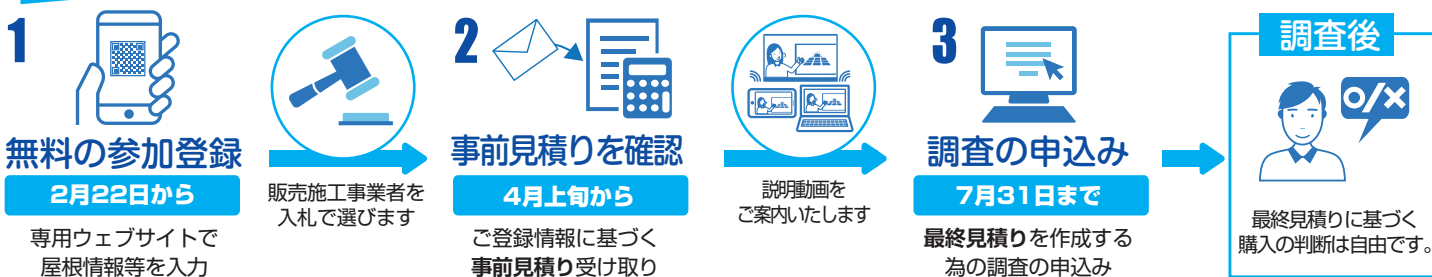 1
無料の参加登録
2月22日から
専用ウェブサイトで
屋根情報等を入力
販売施工事業者を
入札で選びます
2
事前見積りを確認
4月上旬から
ご登録情報に基づく
事前見積り受け取り
説明動画を
ご案内いたします
3
調査の申込み
7月31日まで
最終見積りを作成する
為の調査の申込み
調査後
o/×
最終見積りに基づく
購入の判断は自由です。